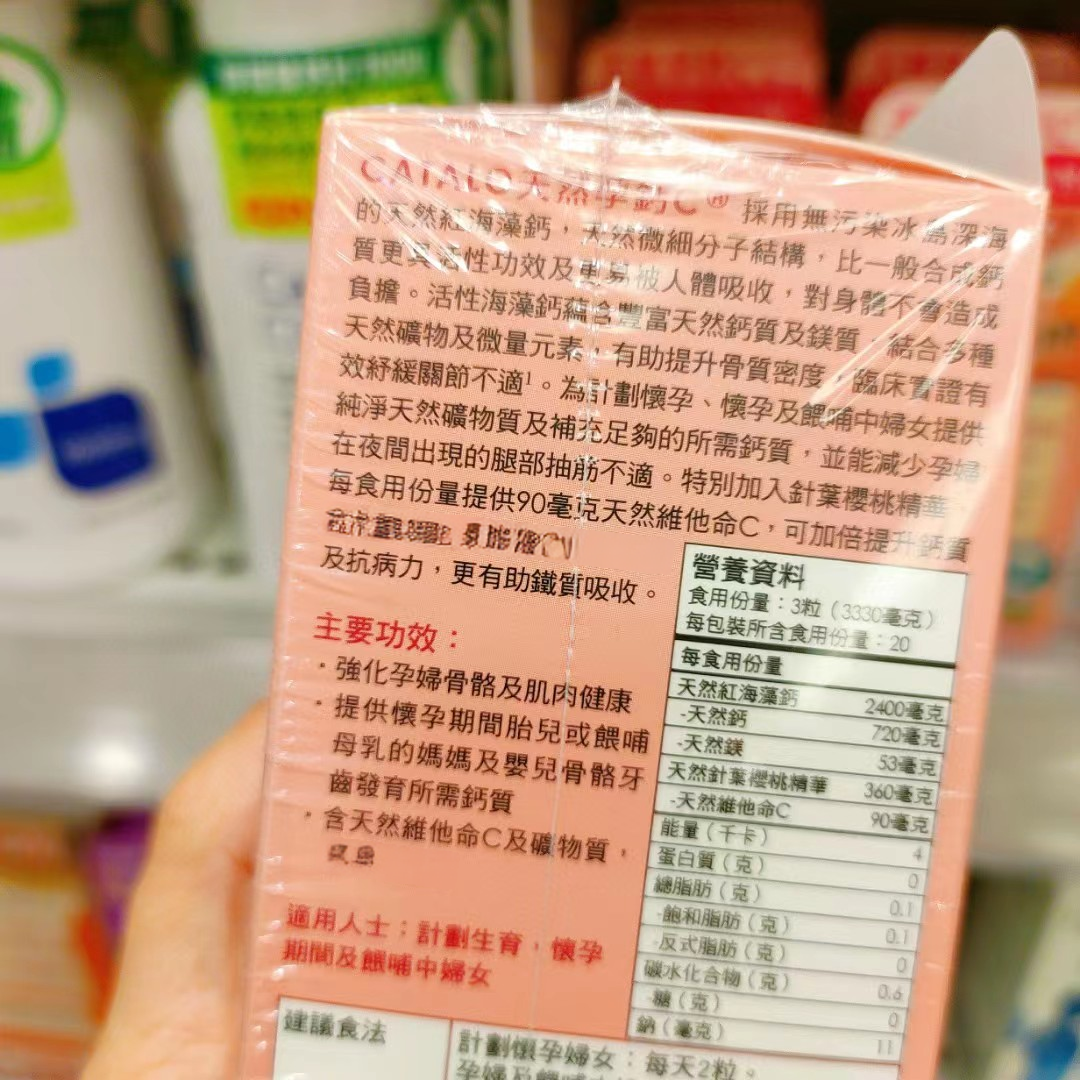 CATALO天然孕鈣C® 採用無污染冰島深海
的天然紅海藻鈣，天然微細分子結構，比一般合成鈣
質更具活性功效及更易被人體吸收，對身體不會造成
負擔。活性海藻鈣蘊含豐富天然鈣質及鎂質，結合多種
天然礦物及微量元素，有助提升骨質密度，臨床實證有
效紓緩關節不適¹。為計劃懷孕、懷孕及餵哺中婦女提供
純淨天然礦物質及補充足夠的所需鈣質，並能減少孕婦
在夜間出現的腿部抽筋不適。特別加入針葉櫻桃精華，
每食用份量提供90毫克天然維他命C，可加倍提升鈣質
及抗病力，更有助鐵質吸收。
主要功效：
·強化孕婦骨骼及肌肉健康
·提供懷孕期間胎兒或餵哺
母乳的媽媽及嬰兒骨骼牙
齒發育所需鈣質
·含天然維他命C及礦物質，
適用人士：計劃生育，懷孕
期間及餵哺中婦女
建議食法
計劃懷孕婦女：每天2粒。
孕婦及餵哺
營養資料
食用份量：3粒（3330毫克）
每包裝所含食用份量：20
每食用份量
天然紅海藻鈣 2400毫克
-天然鈣 720毫克
-天然鎂 53毫克
天然針葉櫻桃精華 360毫克
-天然維他命C 90毫克
能量（千卡） 4
蛋白質（克） 0
總脂肪（克） 0.1
-飽和脂肪（克） 0.1
-反式脂肪（克） 0
碳水化合物（克） 0.6
-糖（克） 0
鈉（毫克） 11